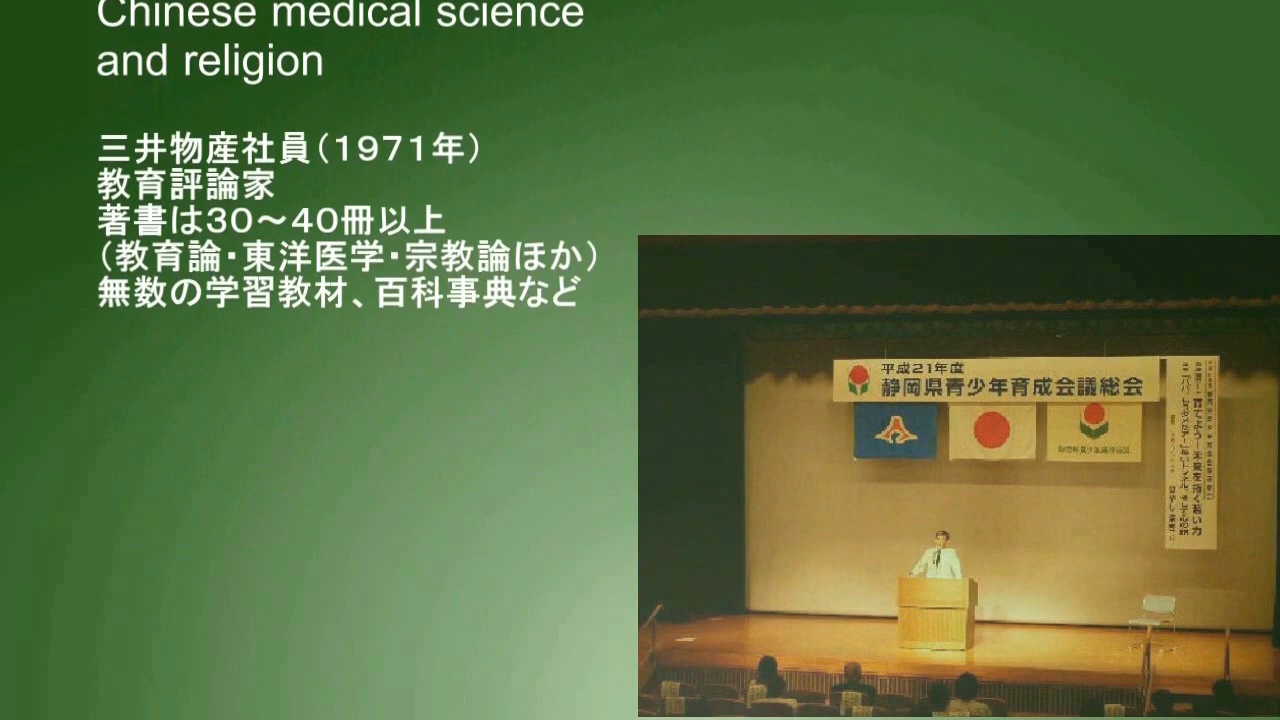 Chinese medical science
and religion
三井物産社員（１９７１年）
教育評論家
著書は３０～４０冊以上
（教育論・東洋医学・宗教論ほか）
無数の学習教材、百科事典など
平成21年度
静岡県青少年育成会議総会